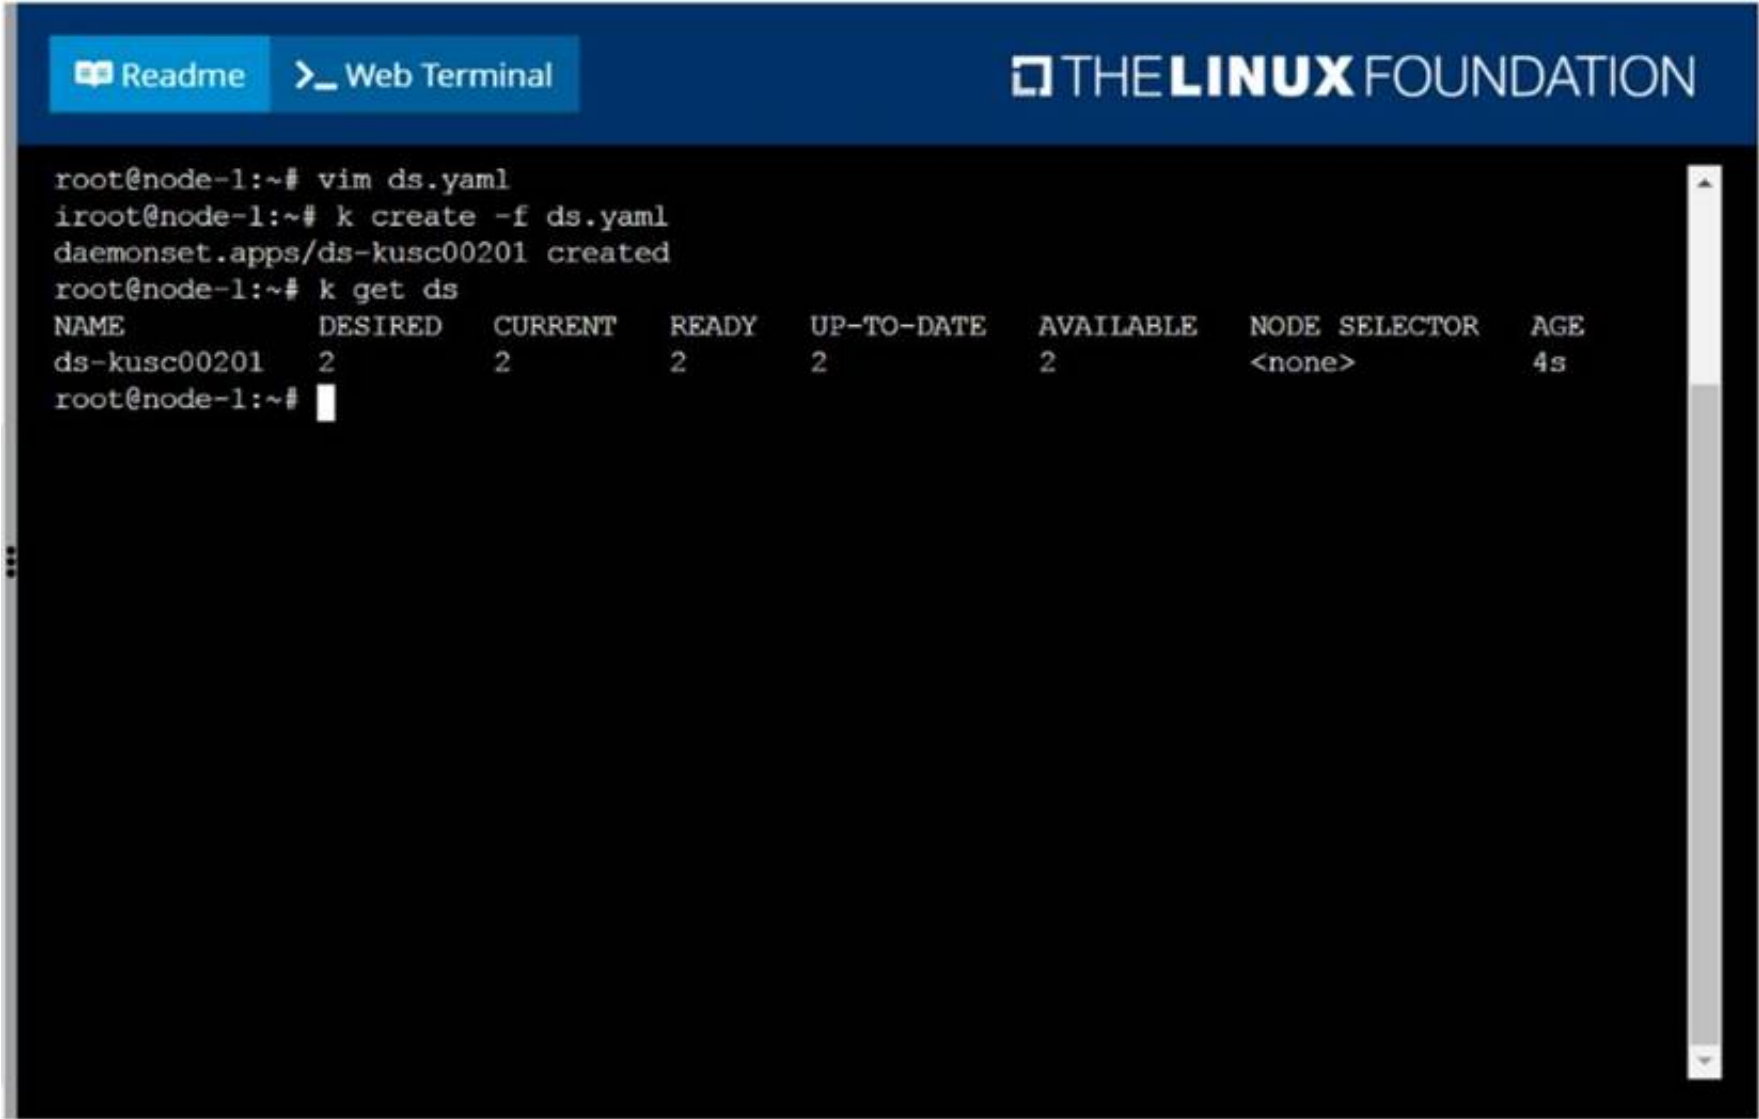 Readme >_ Web Terminal THE LINUX FOUNDATION
root@node-1:~# vim ds.yaml
iroot@node-1:~# k create -f ds.yaml
daemonset.apps/ds-kusc00201 created
root@node-1:~# k get ds
NAME DESIRED CURRENT READY UP-TO-DATE AVAILABLE NODE SELECTOR AGE
ds-kusc00201 2 2 2 2 2 <none> 4s
root@node-1:~#